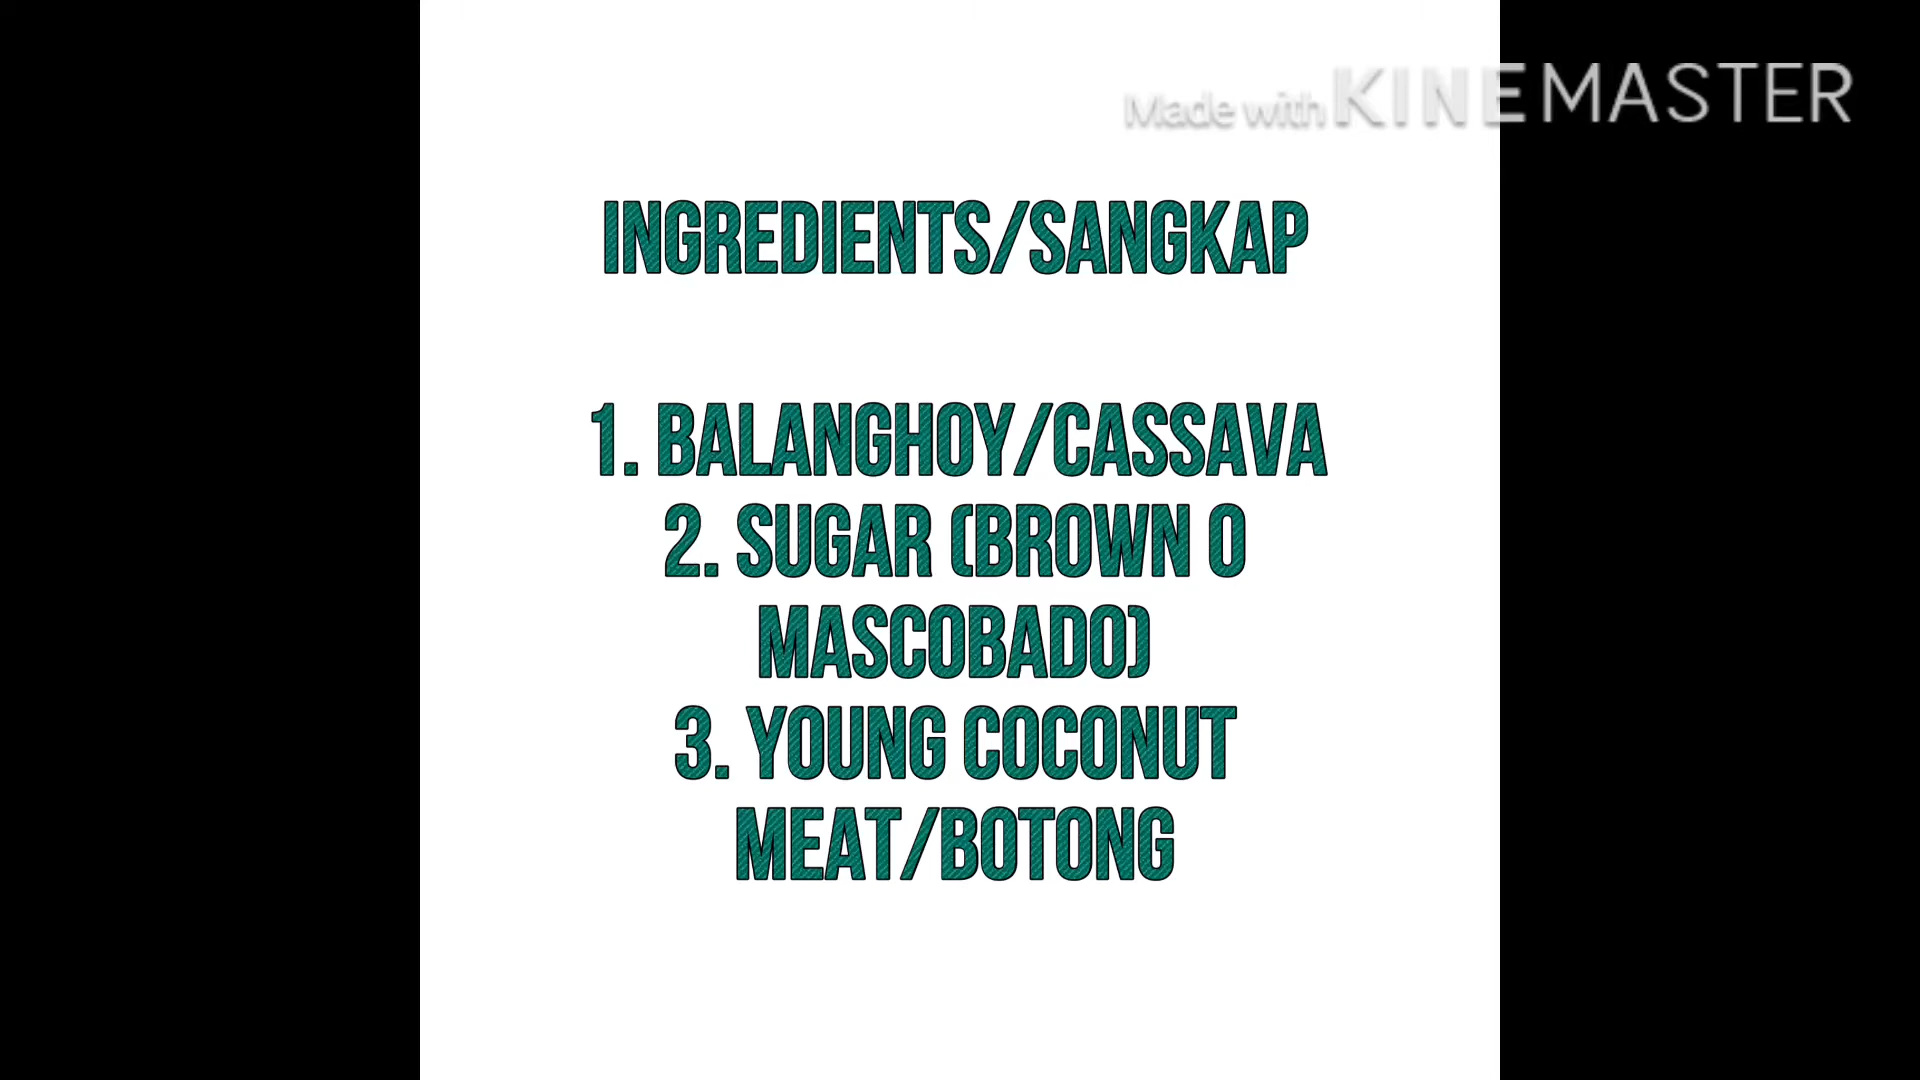 Made with KINEMASTER
INGREDIENTS/SANGKAP
1. BALANGHOY/CASSAVA
2. SUGAR (BROWN O
MASCOBADO)
3. YOUNG COCONUT
MEAT/BOTONG